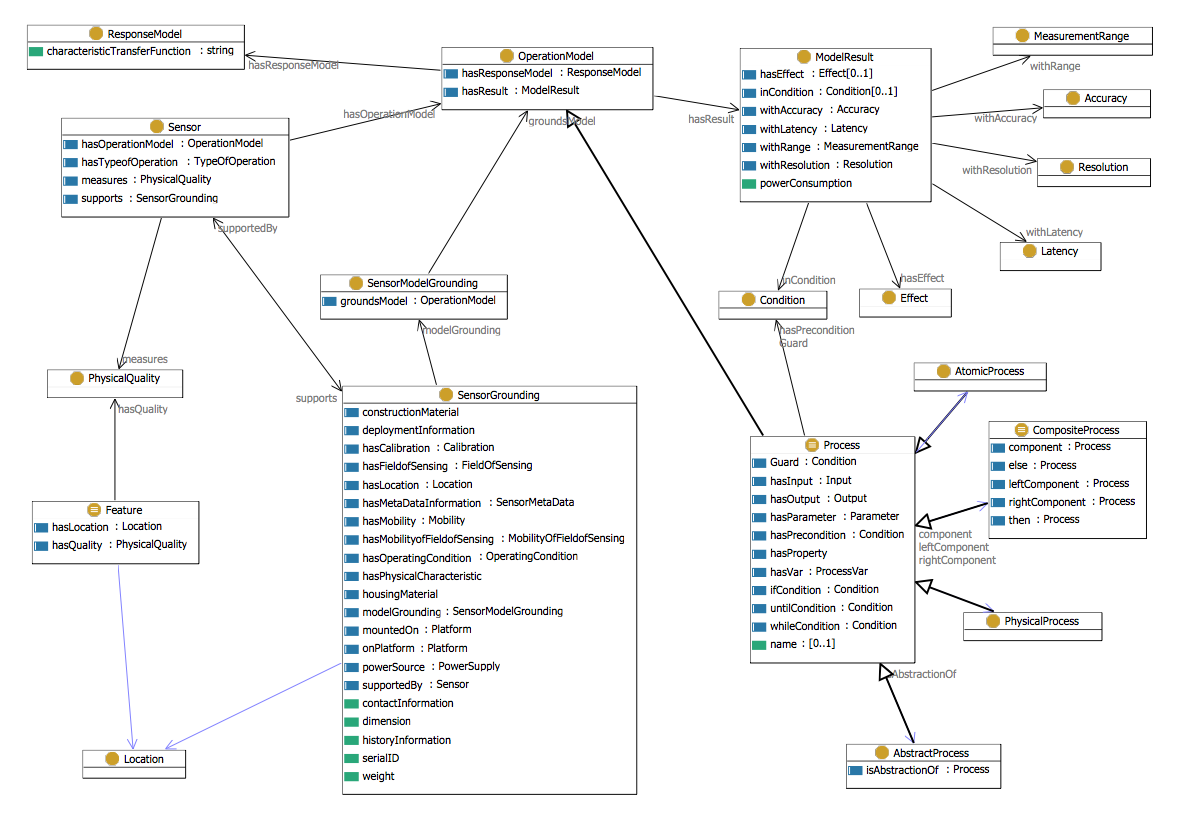 ResponseModel
characteristicTransferFunction : string
hasResponseModel
OperationModel
hasResponseModel : ResponseModel
hasResult : ModelResult
hasResult
ModelResult
hasEffect : Effect[0..1]
inCondition : Condition[0..1]
withAccuracy : Accuracy
withLatency : Latency
withRange : MeasurementRange
withResolution : Resolution
powerConsumption
MeasurementRange
withRange
Accuracy
withAccuracy
Resolution
withResolution
withLatency
Latency
Sensor
hasOperationModel : OperationModel
hasTypeofOperation : TypeOfOperation
measures : PhysicalQuality
supports : SensorGrounding
hasOperationModel
groundsModel
supportedBy
SensorModelGrounding
groundsModel : OperationModel
modelGrounding
inCondition
Condition
hasEffect
Effect
hasPrecondition
Guard
measures
PhysicalQuality
hasQuality
supports
SensorGrounding
constructionMaterial
deploymentInformation
hasCalibration : Calibration
hasFieldofSensing : FieldOfSensing
hasLocation : Location
hasMetaDataInformation : SensorMetaData
hasMobility : Mobility
hasMobilityofFieldofSensing : MobilityOfFieldofSensing
hasOperatingCondition : OperatingCondition
hasPhysicalCharacteristic
housingMaterial
modelGrounding : SensorModelGrounding
mountedOn : Platform
onPlatform : Platform
powerSource : PowerSupply
supportedBy : Sensor
contactInformation
dimension
historyInformation
serialID
weight
Feature
hasLocation : Location
hasQuality : PhysicalQuality
Location
AtomicProcess
Process
Guard : Condition
hasInput : Input
hasOutput : Output
hasParameter : Parameter
hasPrecondition : Condition
hasProperty
hasVar : ProcessVar
ifCondition : Condition
untilCondition : Condition
whileCondition : Condition
name : [0..1]
CompositeProcess
component : Process
else : Process
leftComponent : Process
rightComponent : Process
then : Process
component
leftComponent
rightComponent
PhysicalProcess
AbstractionOf
AbstractProcess
isAbstractionOf : Process